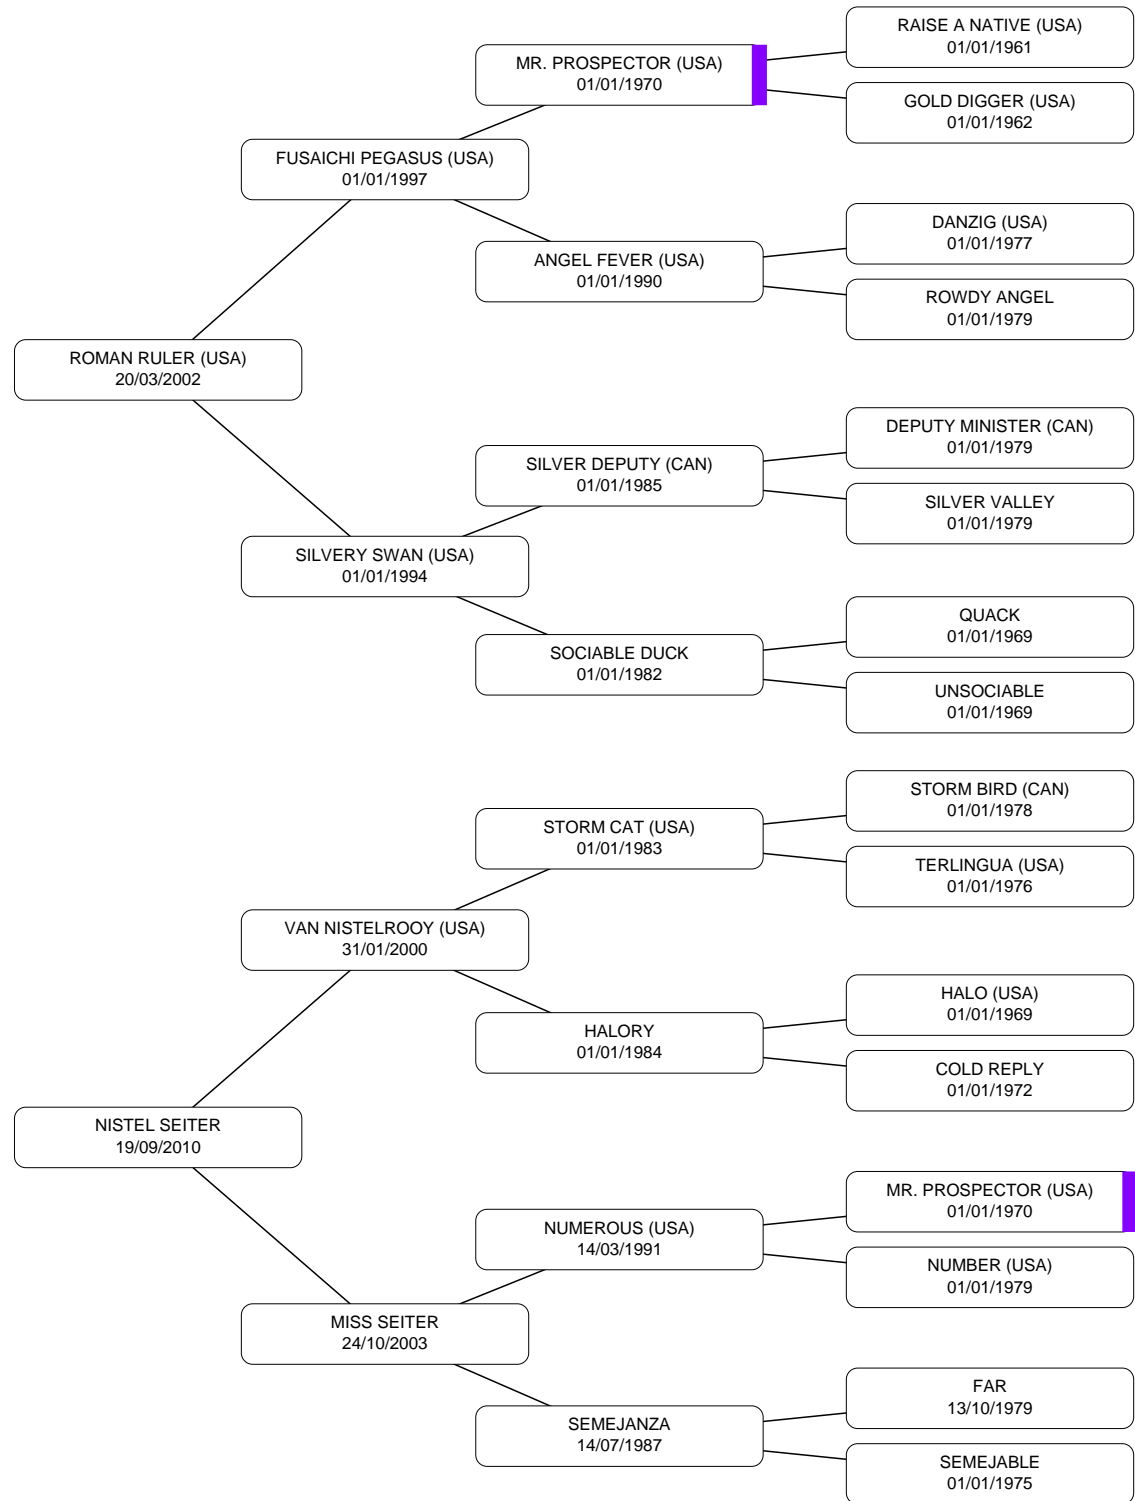 RAISE A NATIVE (USA)
01/01/1961
MR. PROSPECTOR (USA)
01/01/1970
GOLD DIGGER (USA)
01/01/1962
FUSAICHI PEGASUS (USA)
01/01/1997
DANZIG (USA)
01/01/1977
ANGEL FEVER (USA)
01/01/1990
ROWDY ANGEL
01/01/1979
ROMAN RULER (USA)
20/03/2002
DEPUTY MINISTER (CAN)
01/01/1979
SILVER DEPUTY (CAN)
01/01/1985
SILVER VALLEY
01/01/1979
SILVERY SWAN (USA)
01/01/1994
QUACK
01/01/1969
SOCIABLE DUCK
01/01/1982
UNSOCIABLE
01/01/1969
STORM BIRD (CAN)
01/01/1978
STORM CAT (USA)
01/01/1983
TERLINGUA (USA)
01/01/1976
VAN NISTELROOY (USA)
31/01/2000
HALO (USA)
01/01/1969
HALORY
01/01/1984
COLD REPLY
01/01/1972
NISTEL SEITER
19/09/2010
MR. PROSPECTOR (USA)
01/01/1970
NUMEROUS (USA)
14/03/1991
NUMBER (USA)
01/01/1979
MISS SEITER
24/10/2003
FAR
13/10/1979
SEMEJANZA
14/07/1987
SEMEJABLE
01/01/1975